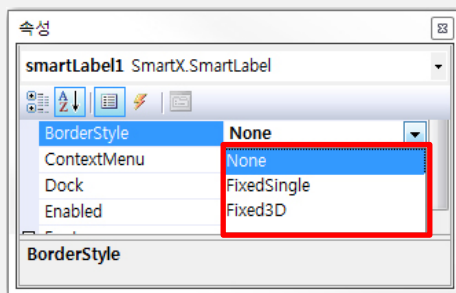 속성
smartLabel1 SmartX.SmartLabel
BorderStyle None
ContextMenu None
Dock FixedSingle
Enabled Fixed3D
BorderStyle